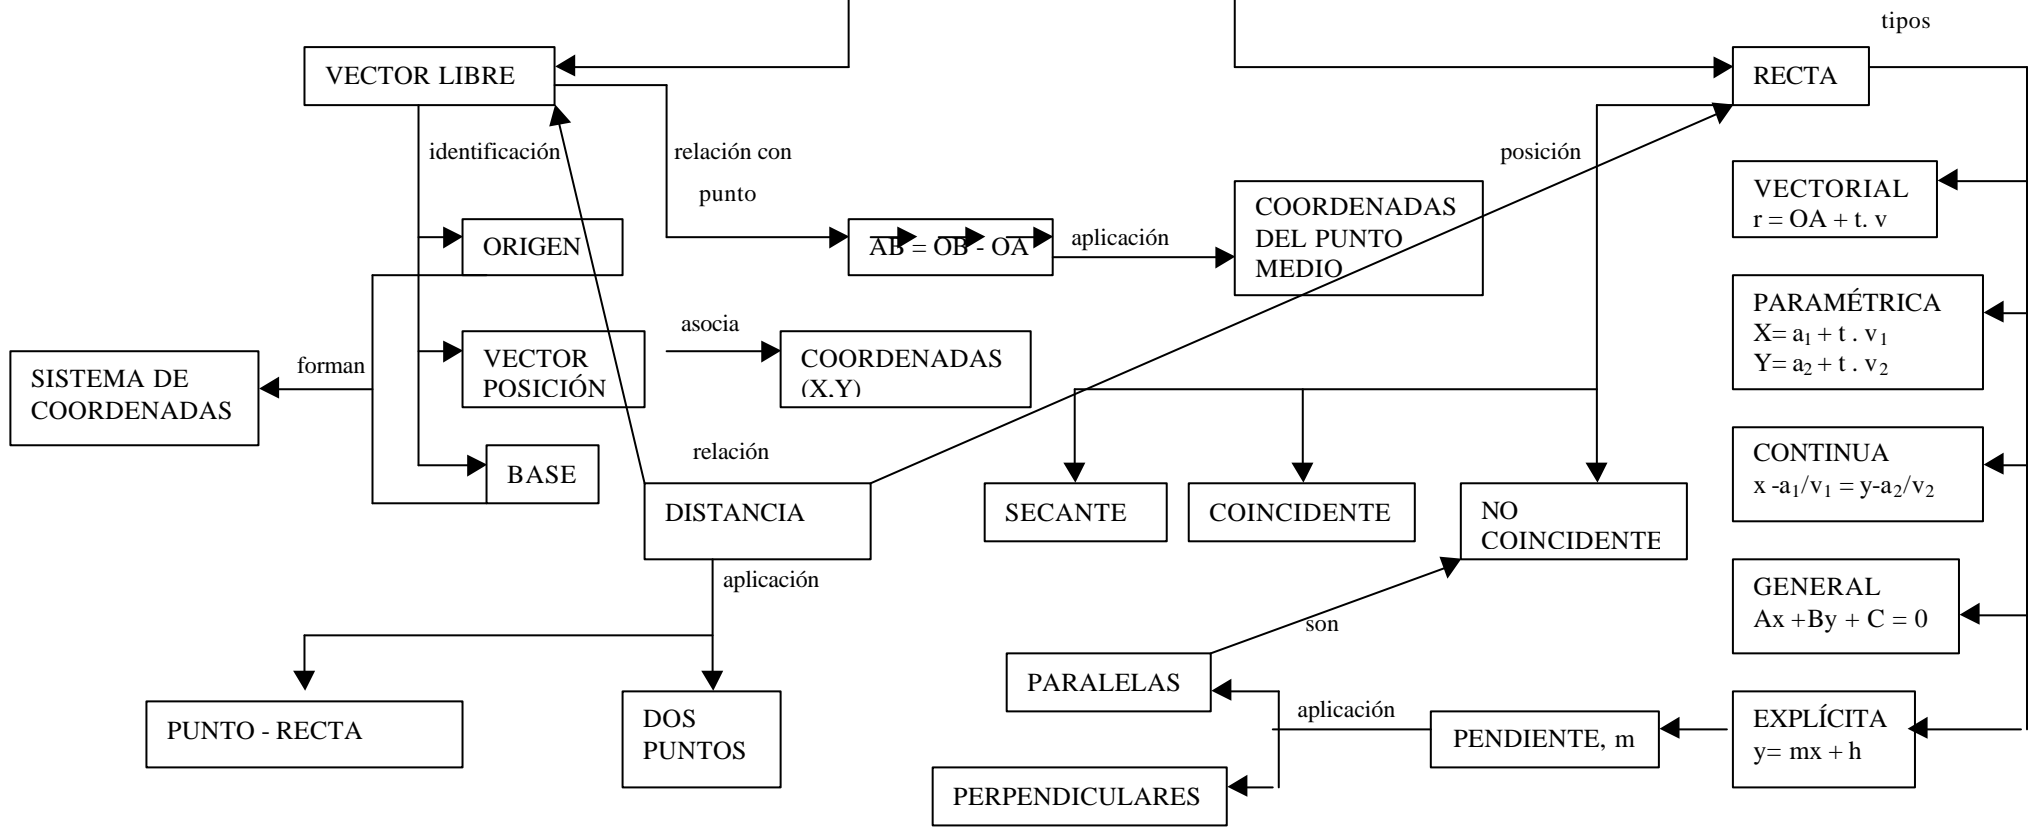 tipos
VECTOR LIBRE
RECTA
identificación
relación con
punto
posición
VECTORIAL
r = OA + t. v
COORDENADAS
DEL PUNTO
MEDIO
ORIGEN
AB = OB - OA
aplicación
PARAMÉTRICA
X= a₁ + t . v₁
Y= a₂ + t . v₂
asocia
VECTOR
POSICIÓN
COORDENADAS
(X,Y)
forman
SISTEMA DE
COORDENADAS
relación
BASE
CONTINUA
x -a₁/v₁ = y-a₂/v₂
DISTANCIA
SECANTE
COINCIDENTE
NO
COINCIDENTE
aplicación
GENERAL
Ax +By + C = 0
son
PARALELAS
PUNTO - RECTA
DOS
PUNTOS
aplicación
PENDIENTE, m
EXPLÍCITA
y= mx + h
PERPENDICULARES